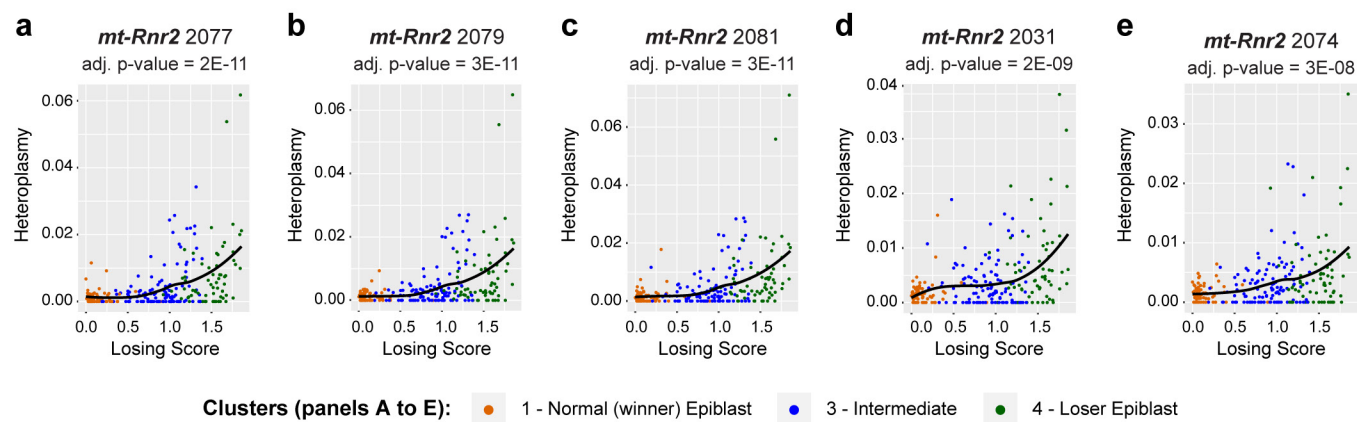 a
mt-Rnr2 2077
adj. p-value = 2E-11
Heteroplasmy
0.06
0.04
0.02
0.00
0.0 0.5 1.0 1.5
Losing Score
b
mt-Rnr2 2079
adj. p-value = 3E-11
Heteroplasmy
0.06
0.04
0.02
0.00
0.0 0.5 1.0 1.5
Losing Score
c
mt-Rnr2 2081
adj. p-value = 3E-11
Heteroplasmy
0.06
0.04
0.02
0.00
0.0 0.5 1.0 1.5
Losing Score
d
mt-Rnr2 2031
adj. p-value = 2E-09
Heteroplasmy
0.04
0.03
0.02
0.01
0.00
0.0 0.5 1.0 1.5
Losing Score
e
mt-Rnr2 2074
adj. p-value = 3E-08
Heteroplasmy
0.03
0.02
0.01
0.00
0.0 0.5 1.0 1.5
Losing Score
Clusters (panels A to E): 1 - Normal (winner) Epiblast 3 - Intermediate 4 - Loser Epiblast